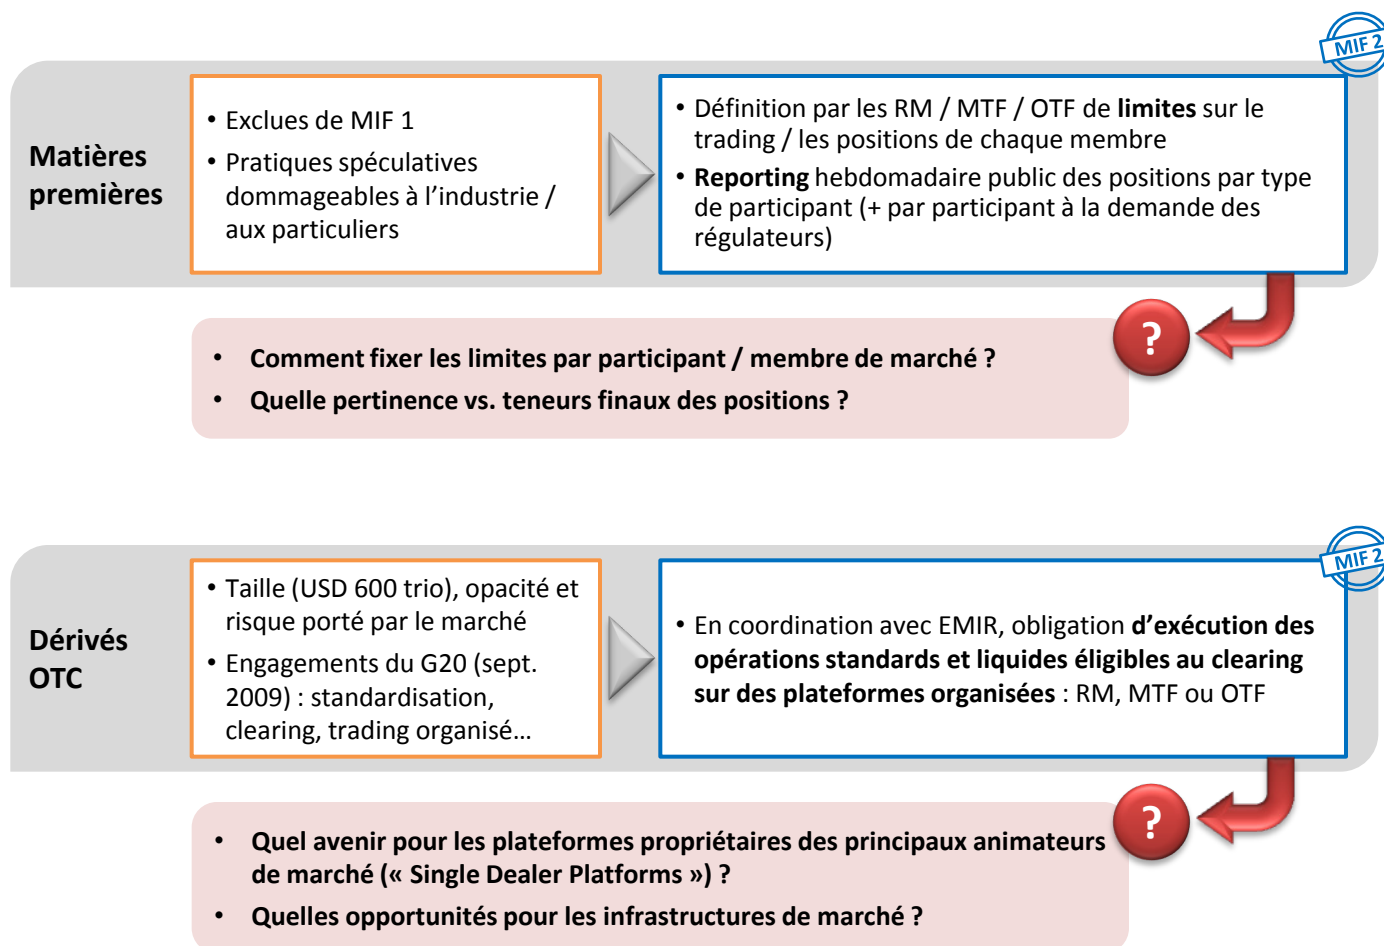 MIF 2
Matières
premières
• Exclues de MIF 1
• Pratiques spéculatives
dommageables à l’industrie /
aux particuliers
• Définition par les RM / MTF / OTF de limites sur le
trading / les positions de chaque membre
• Reporting hebdomadaire public des positions par type
de participant (+ par participant à la demande des
régulateurs)
?
• Comment fixer les limites par participant / membre de marché ?
• Quelle pertinence vs. teneurs finaux des positions ?
MIF 2
Dérivés
OTC
• Taille (USD 600 trio), opacité et
risque porté par le marché
• Engagements du G20 (sept.
2009) : standardisation,
clearing, trading organisé…
• En coordination avec EMIR, obligation d’exécution des
opérations standards et liquides éligibles au clearing
sur des plateformes organisées : RM, MTF ou OTF
?
• Quel avenir pour les plateformes propriétaires des principaux animateurs
de marché (« Single Dealer Platforms ») ?
• Quelles opportunités pour les infrastructures de marché ?